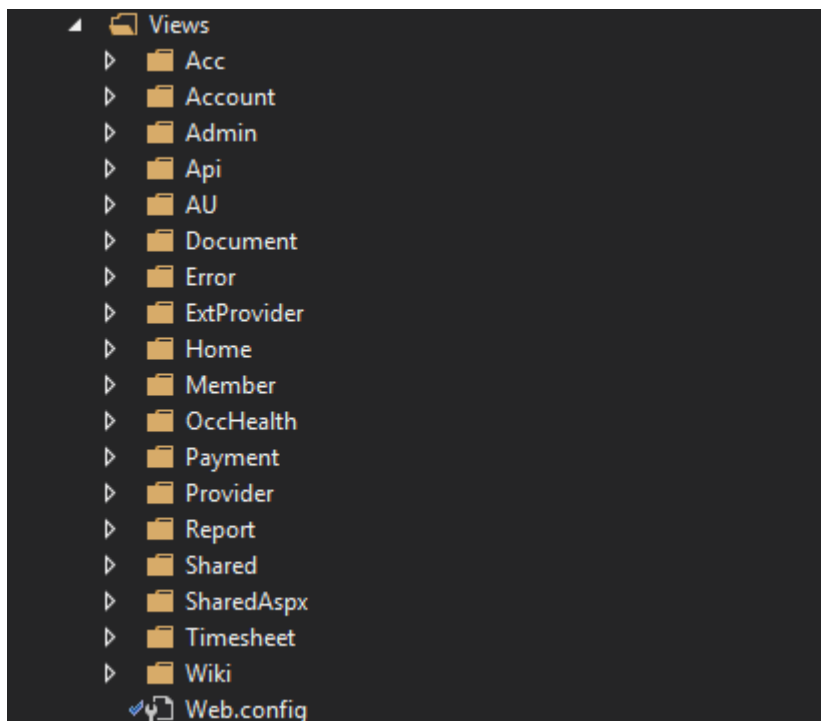 Views
Acc
Account
Admin
Api
AU
Document
Error
ExtProvider
Home
Member
OccHealth
Payment
Provider
Report
Shared
SharedAspx
Timesheet
Wiki
Web.config